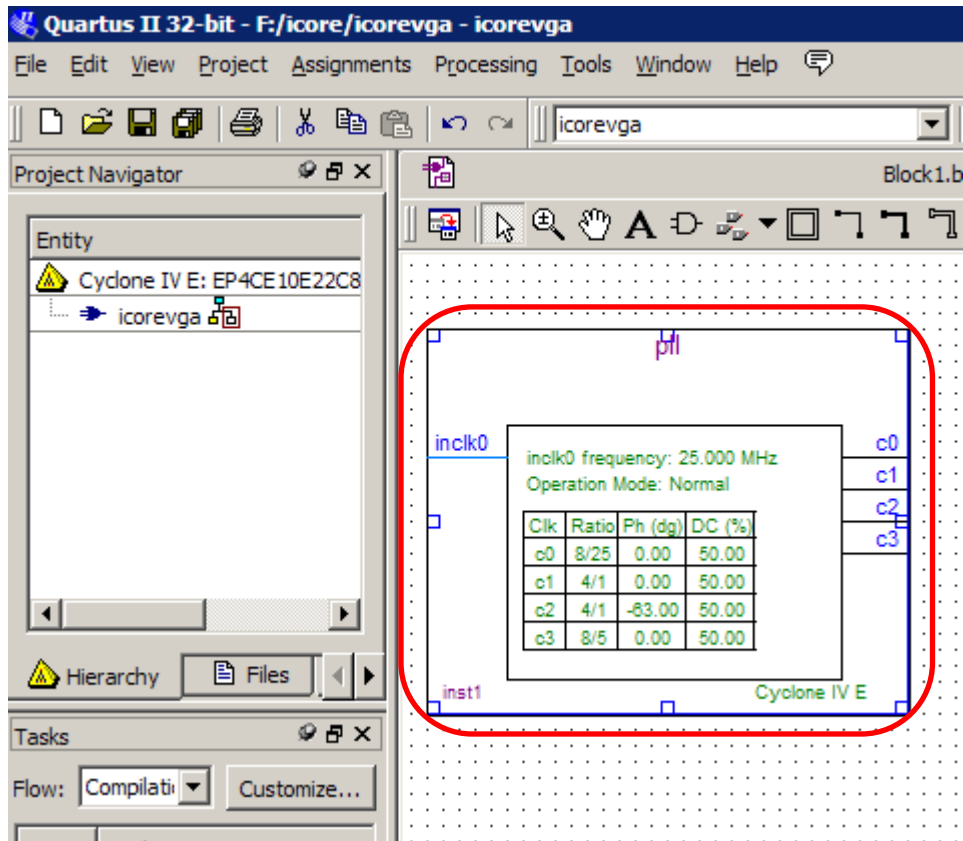 Quartus II 32-bit - F:/icore/icorevga - icorevga
File Edit View Project Assignments Processing Tools Window Help
icorevga
Project Navigator
Block1.b
Entity
Cyclone IV E: EP4CE10E22C8
icorevga
pll
inclk0
c0
c1
c2
c3
inclk0 frequency: 25.000 MHz
Operation Mode: Normal
Clk Ratio Ph (dg) DC (%)
c0 8/25 0.00 50.00
c1 4/1 0.00 50.00
c2 4/1 -63.00 50.00
c3 8/5 0.00 50.00
inst1
Cyclone IV E
Hierarchy Files
Tasks
Flow: Compilati Customize...